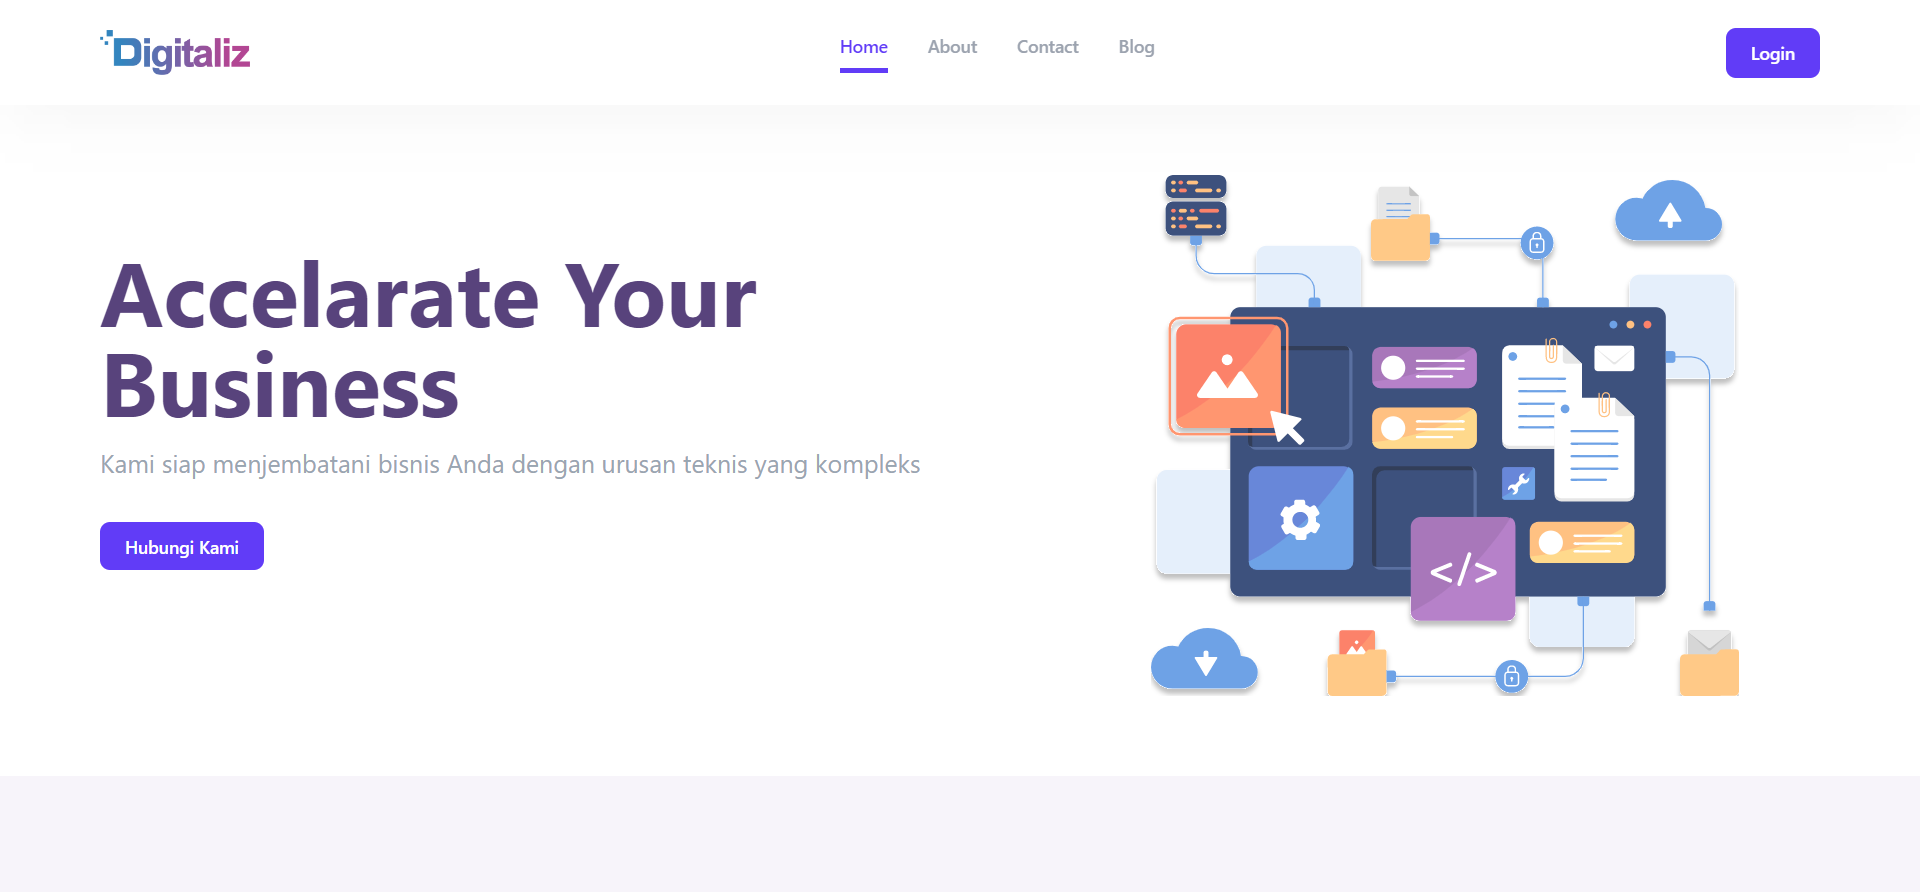 Digitaliz
Home
About
Contact
Blog
Login
Accelarate Your
Business
Kami siap menjembatani bisnis Anda dengan urusan teknis yang kompleks
Hubungi Kami
</>